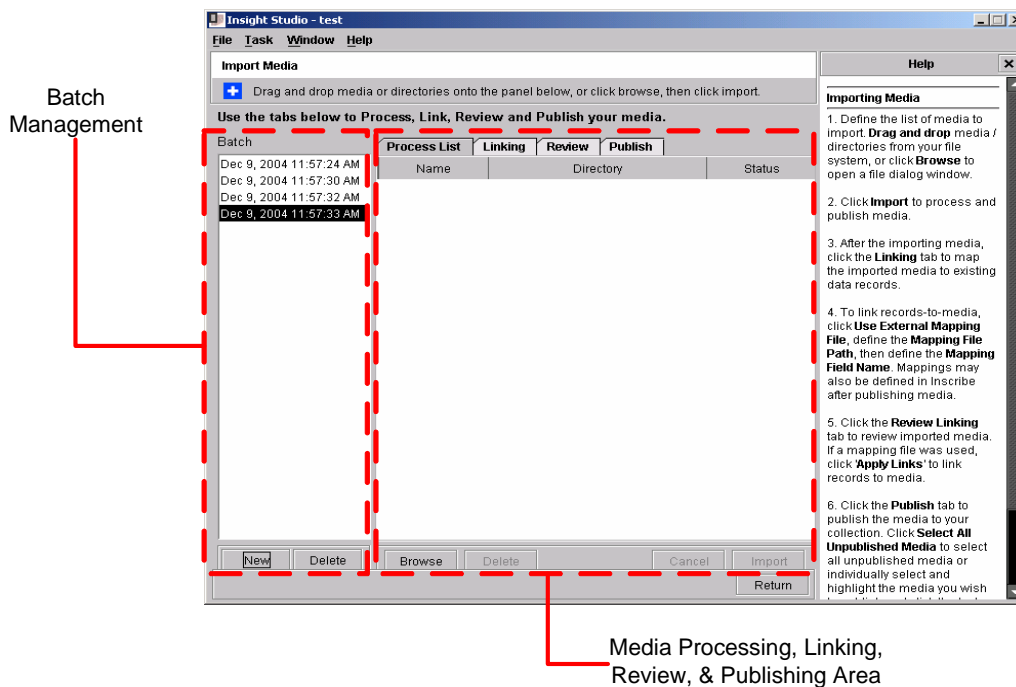 Insight Studio - test
File Task Window Help
Import Media
Drag and drop media or directories onto the panel below, or click browse, then click import.
Use the tabs below to Process, Link, Review and Publish your media.
Batch
Management
Batch
Dec 9, 2004 11:57:24 AM
Dec 9, 2004 11:57:30 AM
Dec 9, 2004 11:57:32 AM
Dec 9, 2004 11:57:33 AM
New Delete
Process List Linking Review Publish
Name Directory Status
Browse Delete Cancel Import
Return
Help
Importing Media
1. Define the list of media to
import. Drag and drop media /
directories from your file
system, or click Browse to
open a file dialog window.
2. Click Import to process and
publish media.
3. After the importing media,
click the Linking tab to map
the imported media to existing
data records.
4. To link records-to-media,
click Use External Mapping
File, define the Mapping File
Path, then define the Mapping
Field Name. Mappings may
also be defined in Inscribe
after publishing media.
5. Click the Review Linking
tab to review imported media.
If a mapping file was used,
click 'Apply Links' to link
records to media.
6. Click the Publish tab to
publish the media to your
collection. Click Select All
Unpublished Media to select
all unpublished media or
individually select and
highlight the media you wish
Media Processing, Linking,
Review, & Publishing Area